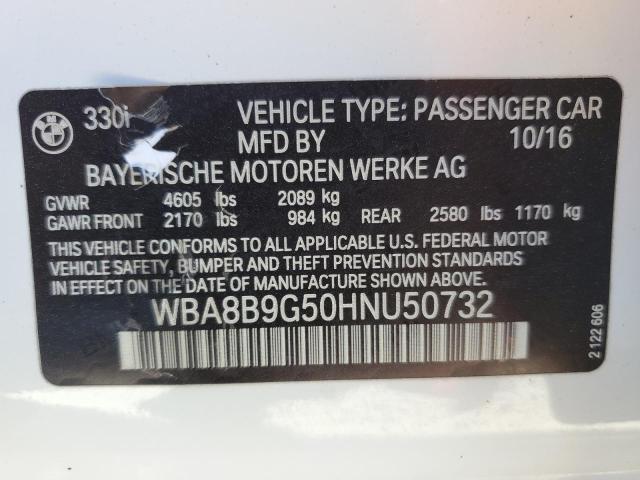 BMW
330i VEHICLE TYPE: PASSENGER CAR
MFD BY 10/16
BAYERISCHE MOTOREN WERKE AG
GVWR 4605 lbs 2089 kg
GAWR FRONT 2170 lbs 984 kg REAR 2580 lbs 1170 kg
THIS VEHICLE CONFORMS TO ALL APPLICABLE U.S. FEDERAL MOTOR
VEHICLE SAFETY, BUMPER AND THEFT PREVENTION STANDARDS
IN EFFECT ON THE DATE OF MANUFACTURE SHOWN ABOVE.
WBA8B9G50HNU50732
2 122 606